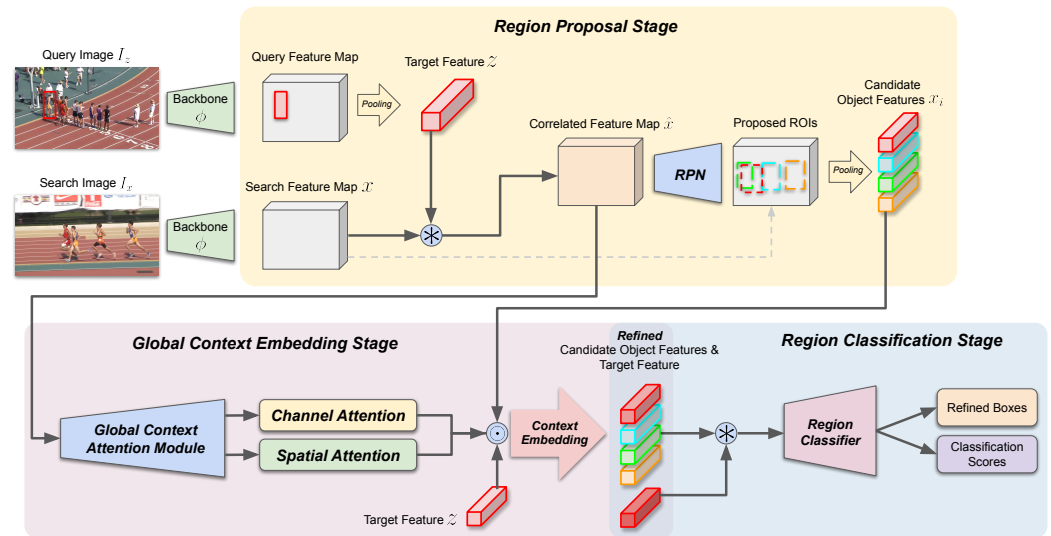 Region Proposal Stage
Query Image I_z
Query Feature Map
Target Feature z
Candidate
Object Features x_i
Backbone
ϕ
Pooling
Correlated Feature Map x̂
Proposed ROIs
Search Image I_x
Search Feature Map x
RPN
Pooling
Backbone
ϕ
Global Context Embedding Stage
Refined
Candidate Object Features &
Target Feature
Region Classification Stage
Global Context
Attention Module
Channel Attention
Spatial Attention
Context
Embedding
Region
Classifier
Refined Boxes
Classification
Scores
Target Feature z